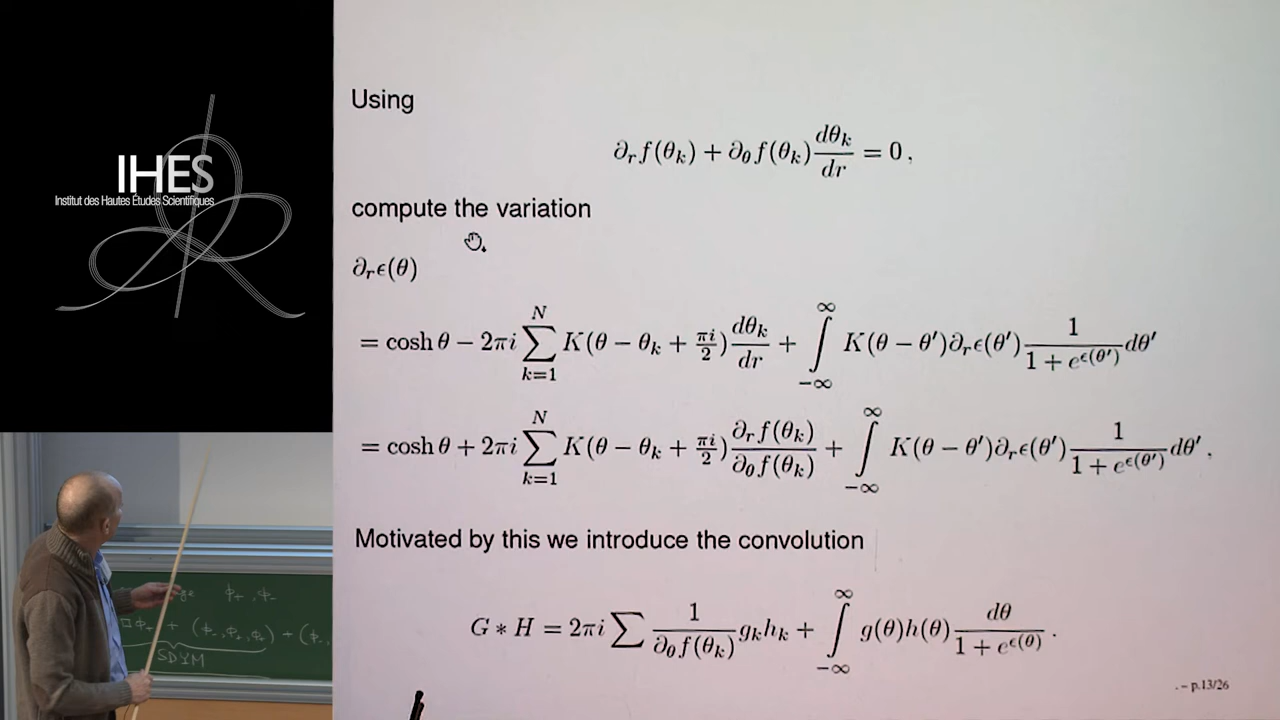 IHES
Institut des Hautes Études Scientifiques
Using
∂_r f(θ_k) + ∂_θ f(θ_k) dθ_k/dr = 0 ,
compute the variation
∂_r ϵ(θ)
= cosh θ − 2πi ∑_{k=1}^{N} K(θ − θ_k + πi/2) dθ_k/dr + ∫_{−∞}^{∞} K(θ − θ′)∂_r ϵ(θ′) 1/(1 + e^{ϵ(θ′)}) dθ′
= cosh θ + 2πi ∑_{k=1}^{N} K(θ − θ_k + πi/2) ∂_r f(θ_k)/∂_θ f(θ_k) + ∫_{−∞}^{∞} K(θ − θ′)∂_r ϵ(θ′) 1/(1 + e^{ϵ(θ′)}) dθ′ ,
Motivated by this we introduce the convolution
G ∗ H = 2πi ∑ 1/∂_θ f(θ_k) g_k h_k + ∫_{−∞}^{∞} g(θ)h(θ) dθ/(1 + e^{ϵ(θ)}) .
. – p.13/26
ϕ₊ , ϕ₋
□ϕ₊ + (ϕ₋, ϕ₊, ϕ₊) + (ϕ₋,
SDYM